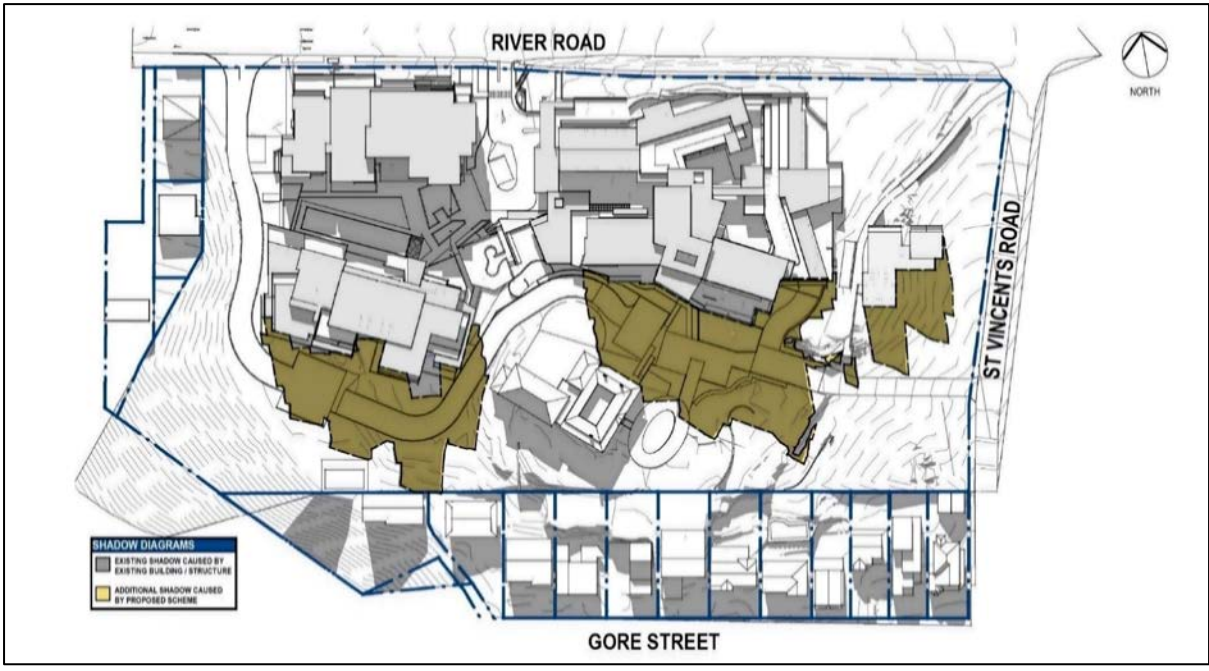 RIVER ROAD
NORTH
ST VINCENTS ROAD
SHADOW DIAGRAMS
EXISTING SHADOW CAUSED BY
EXISTING BUILDING / STRUCTURE
ADDITIONAL SHADOW CAUSED
BY PROPOSED SCHEME
GORE STREET